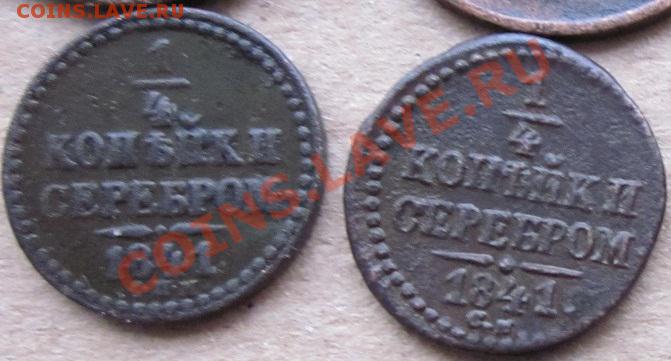 COINS.LAVE.RU
1
4
КОПѢЙКИ
СЕРЕБРОМ
1
4
КОПѢЙКИ
СЕРЕБРОМ
1841.
COINS.LAVE.RU